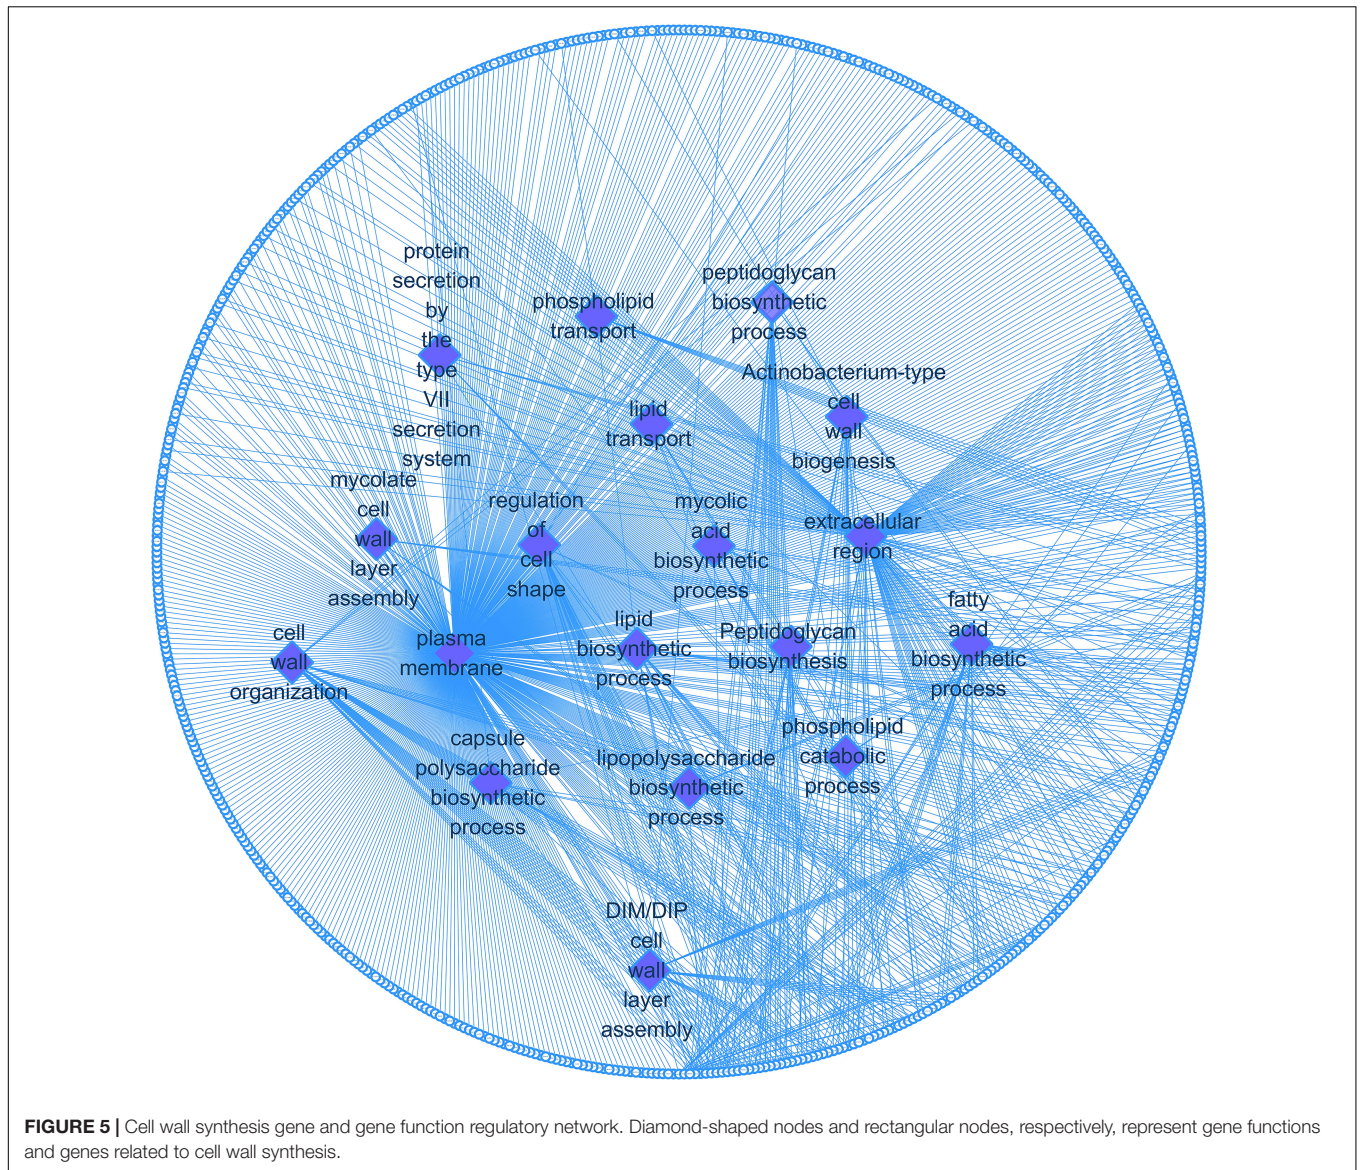 protein
secretion
by
the
type
VII
secretion
system
phospholipid
transport
peptidoglycan
biosynthetic
process
Actinobacterium-type
cell
wall
biogenesis
lipid
transport
mycolate
cell
wall
layer
assembly
regulation
of
cell
shape
mycolic
acid
biosynthetic
process
extracellular
region
fatty
acid
biosynthetic
process
cell
wall
organization
plasma
membrane
lipid
biosynthetic
process
Peptidoglycan
biosynthesis
phospholipid
catabolic
process
capsule
polysaccharide
biosynthetic
process
lipopolysaccharide
biosynthetic
process
DIM/DIP
cell
wall
layer
assembly
FIGURE 5 | Cell wall synthesis gene and gene function regulatory network. Diamond-shaped nodes and rectangular nodes, respectively, represent gene functions
and genes related to cell wall synthesis.